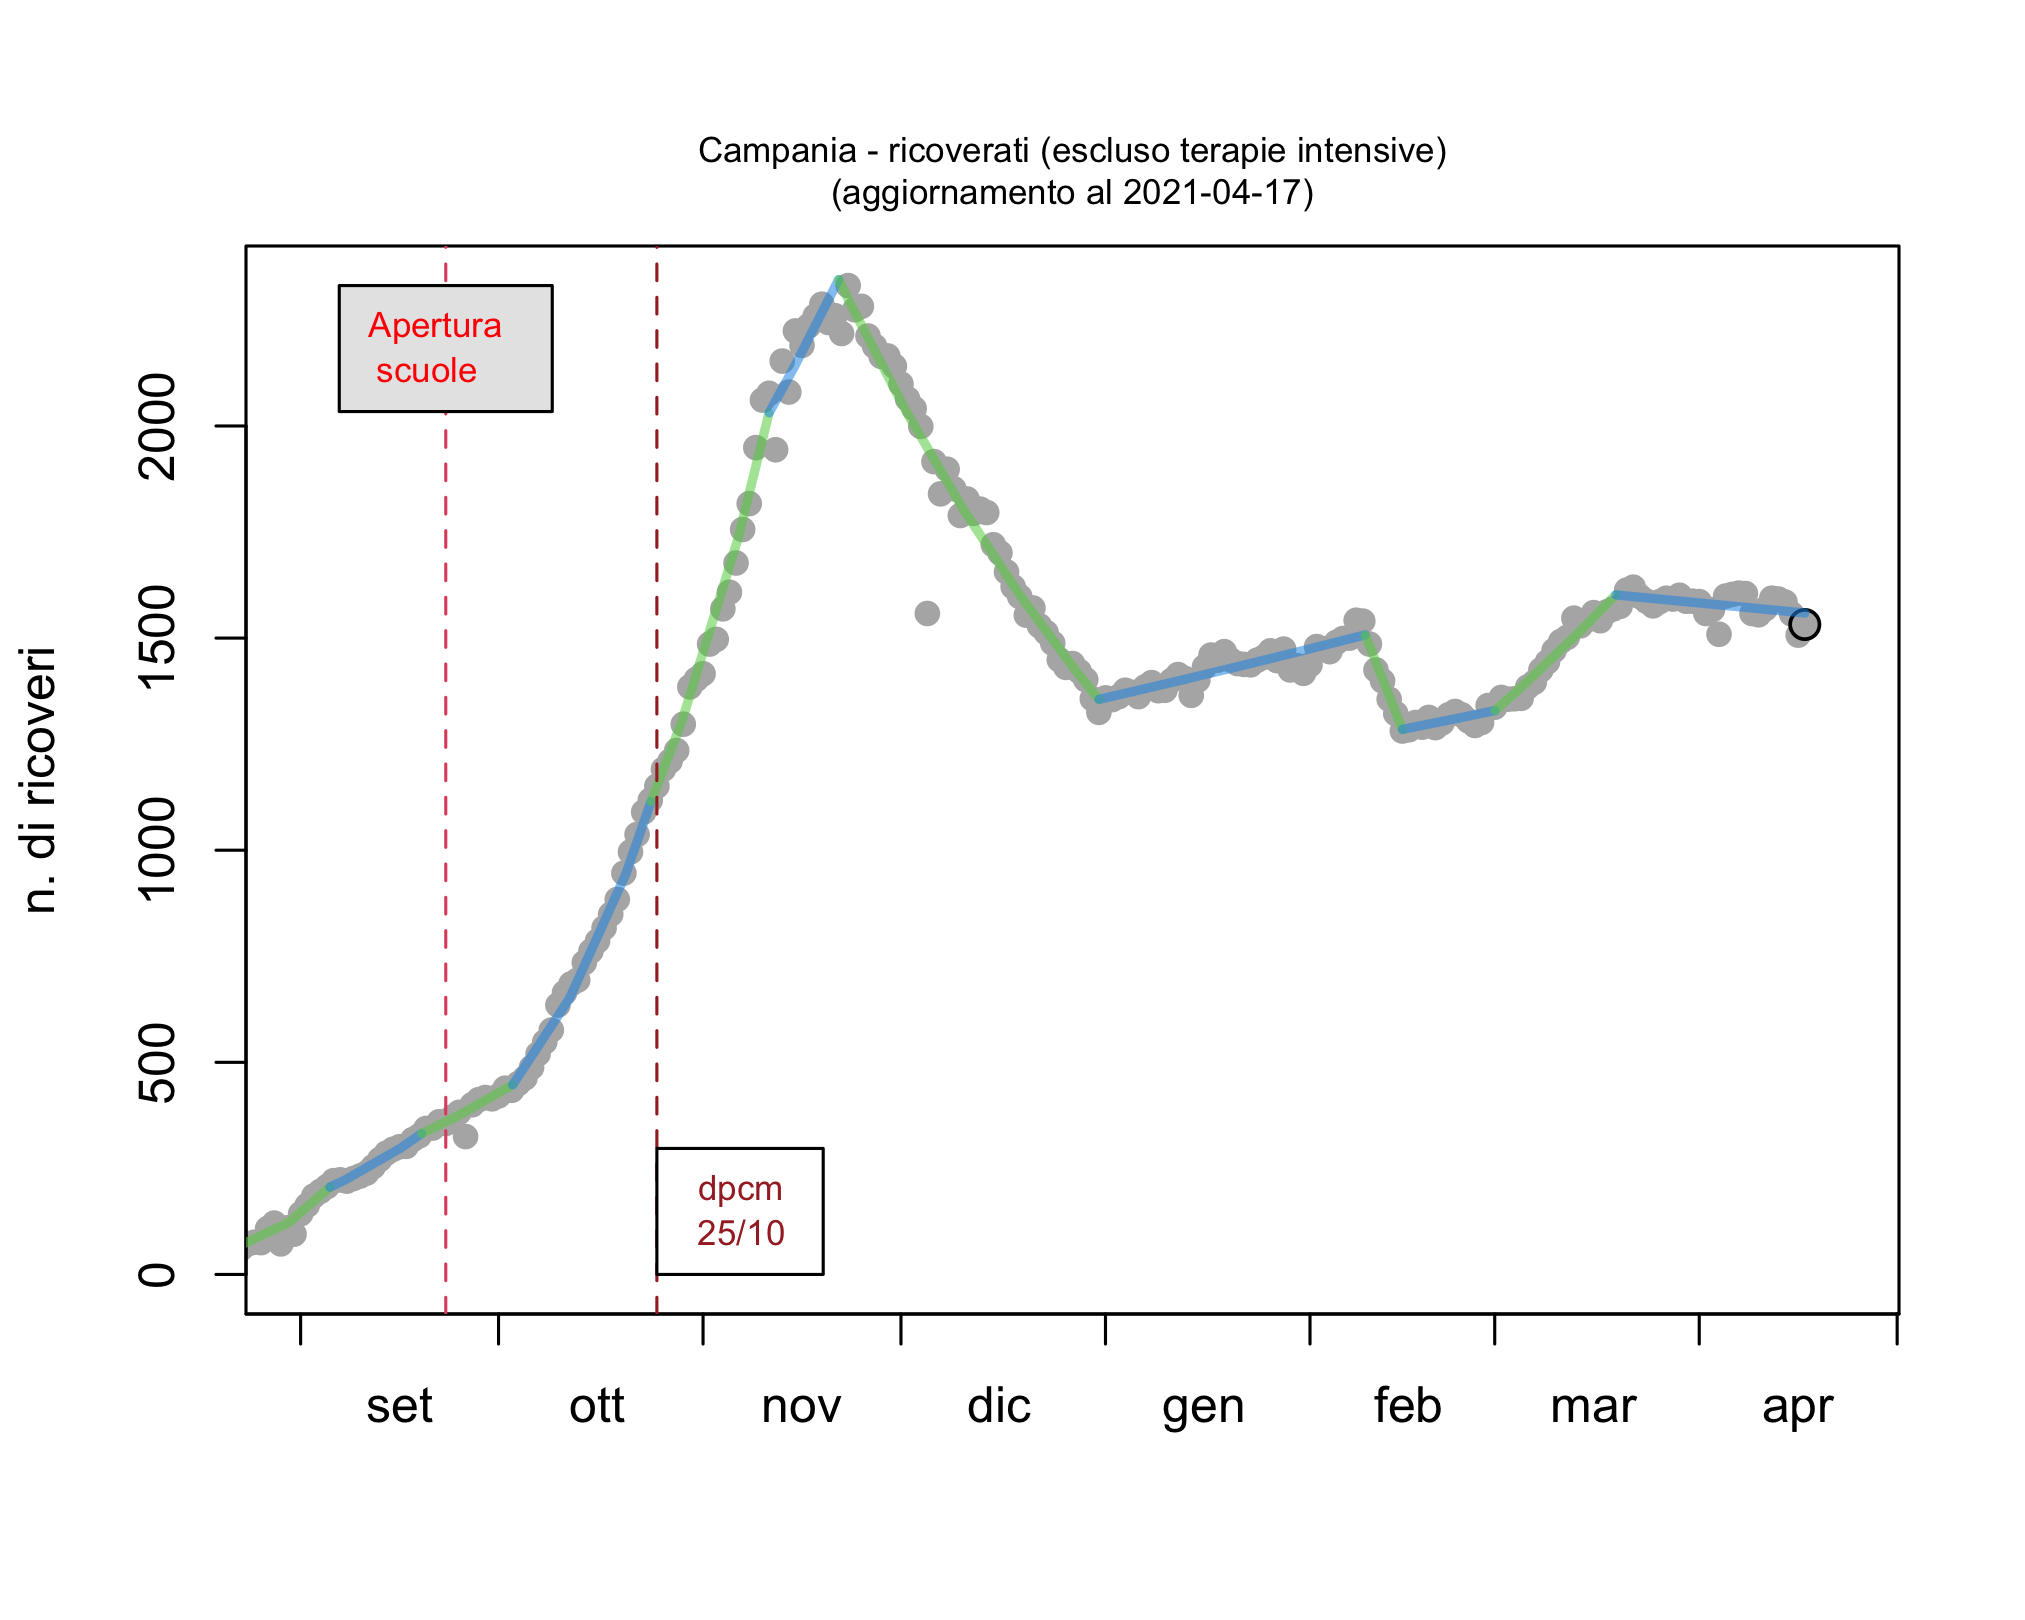 Campania - ricoverati (escluso terapie intensive)
(aggiornamento al 2021-04-17)
Apertura
scuole
dpcm
25/10
n. di ricoveri
2000
1500
1000
500
0
set ott nov dic gen feb mar apr